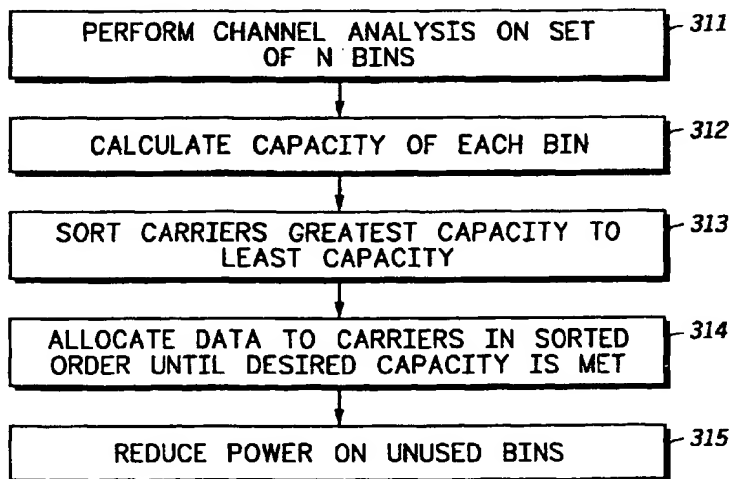 PERFORM CHANNEL ANALYSIS ON SET
OF N BINS
311
CALCULATE CAPACITY OF EACH BIN
312
SORT CARRIERS GREATEST CAPACITY TO
LEAST CAPACITY
313
ALLOCATE DATA TO CARRIERS IN SORTED
ORDER UNTIL DESIRED CAPACITY IS MET
314
REDUCE POWER ON UNUSED BINS
315